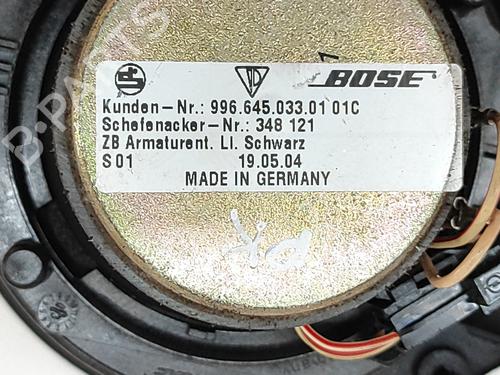 BOSE
Kunden-Nr.: 996.645.033.01 01C
Schefenacker-Nr.: 348 121
ZB Armaturent. Li. Schwarz
S01 19.05.04
MADE IN GERMANY
B-PARTS